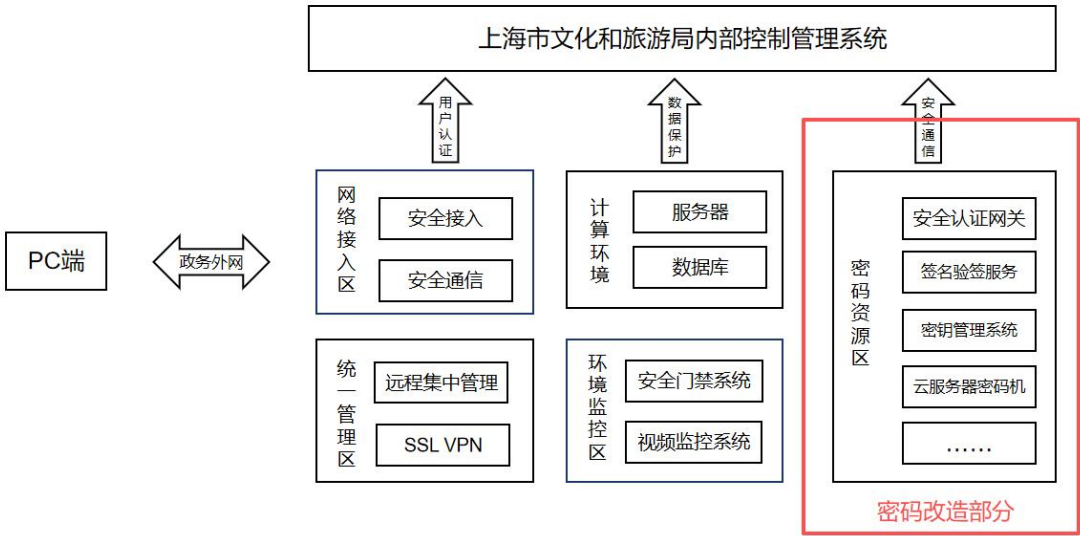 上海市文化和旅游局内部控制管理系统
用户认证
数据保护
安全通信
PC端
政务外网
网络接入区
安全接入
安全通信
计算环境
服务器
数据库
密码资源区
安全认证网关
签名验签服务
密钥管理系统
云服务器密码机
……
统一管理区
远程集中管理
SSL VPN
环境监控区
安全门禁系统
视频监控系统
密码改造部分